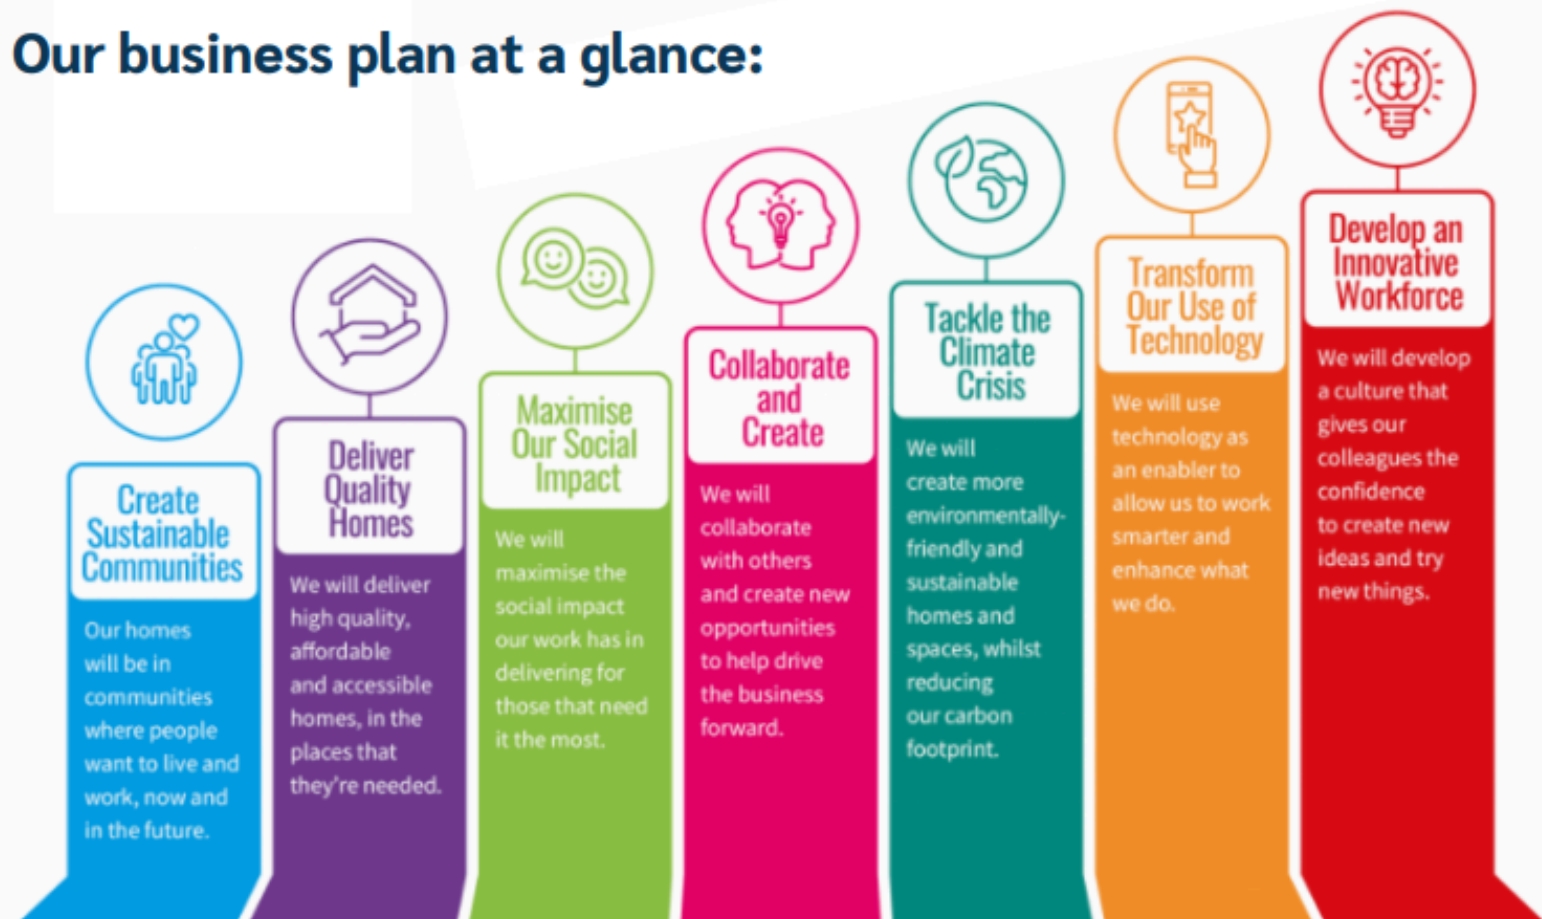 Our business plan at a glance:
Create
Sustainable
Communities
Our homes
will be in
communities
where people
want to live and
work, now and
in the future.
Deliver
Quality
Homes
We will deliver
high quality,
affordable
and accessible
homes, in the
places that
they're needed.
Maximise
Our Social
Impact
We will
maximise the
social impact
our work has in
delivering for
those that need
it the most.
Collaborate
and
Create
We will
collaborate
with others
and create new
opportunities
to help drive
the business
forward.
Tackle the
Climate
Crisis
We will
create more
environmentally-
friendly and
sustainable
homes and
spaces, whilst
reducing
our carbon
footprint.
Transform
Our Use of
Technology
We will use
technology as
an enabler to
allow us to work
smarter and
enhance what
we do.
Develop an
Innovative
Workforce
We will develop
a culture that
gives our
colleagues the
confidence
to create new
ideas and try
new things.